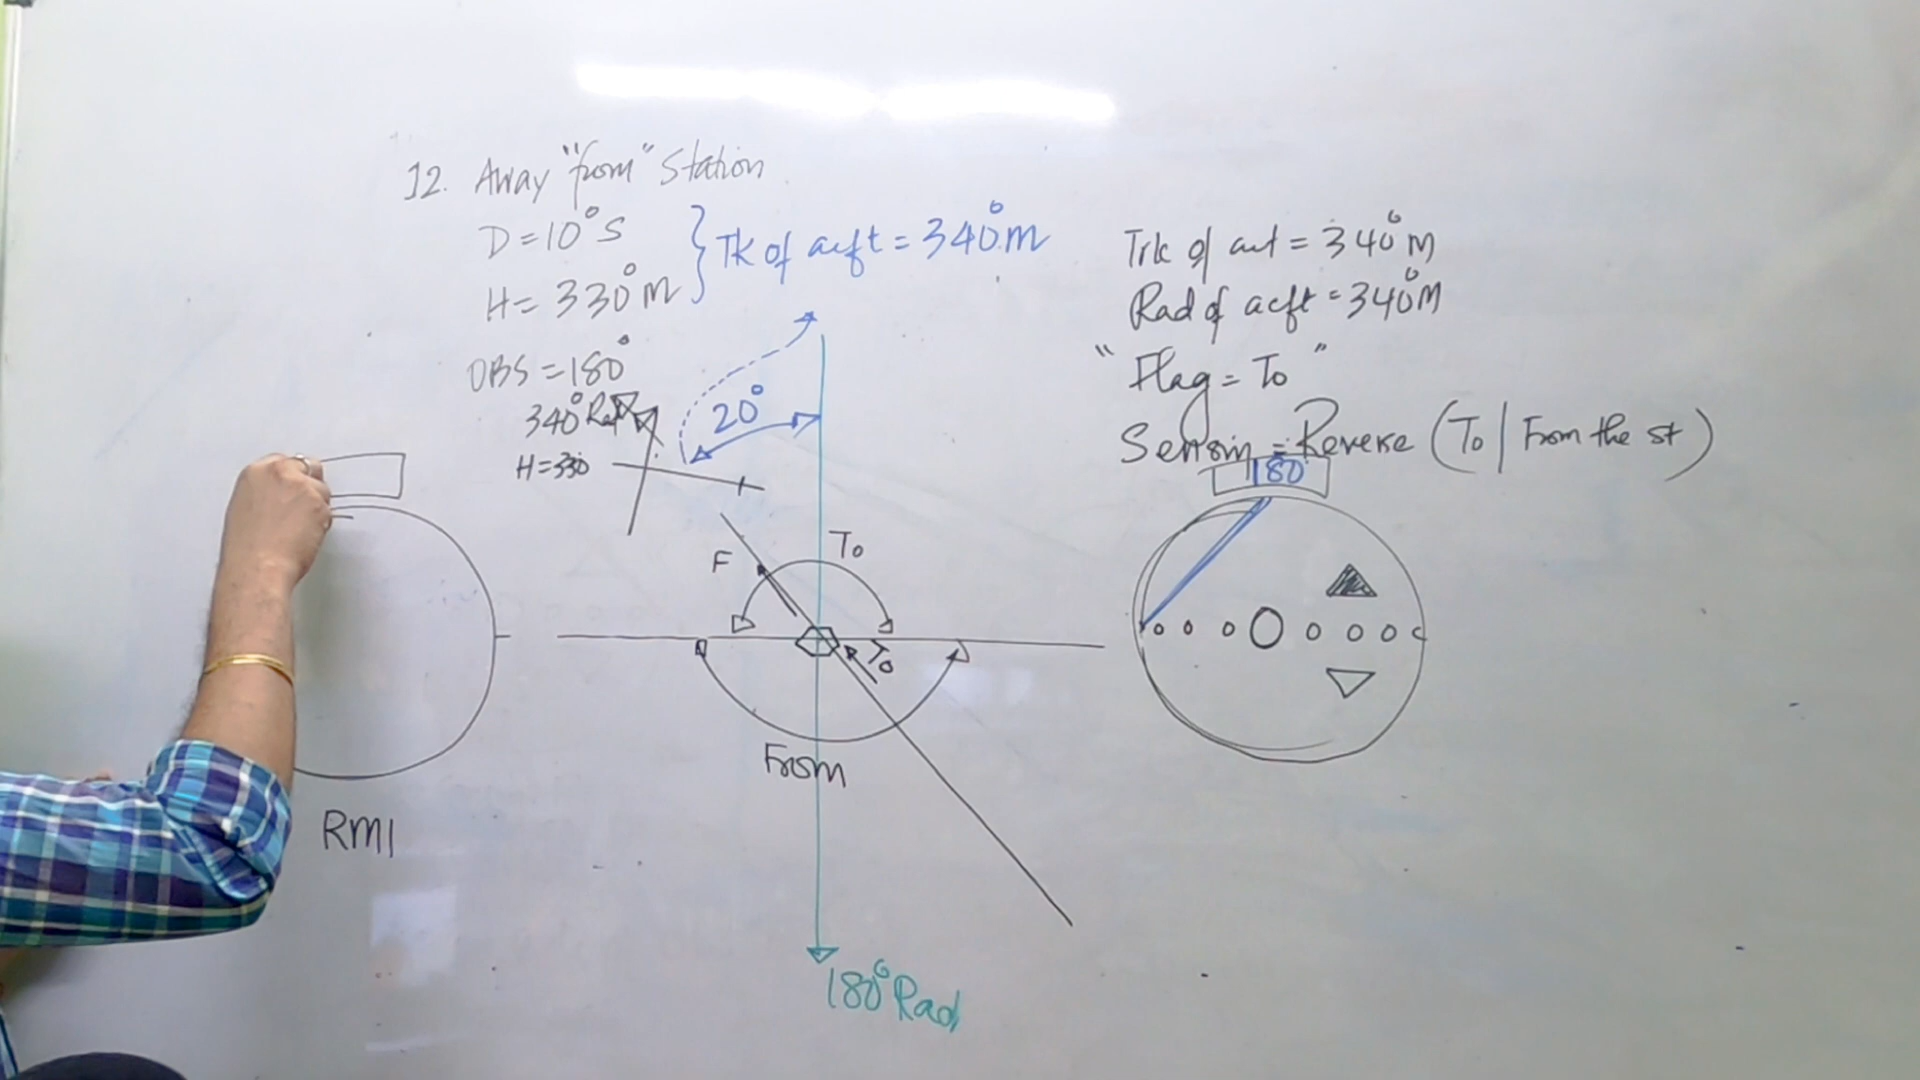 12. Away "from" Station
D = 10° S
H = 330° M
} Tk of acft = 340° M
OBS = 180°
340° Rad
H = 330
20°
F
To
To
From
180° Rad
RMI
Trk of acft = 340° M
Rad of acft = 340° M
"Flag = To"
Sensin = Reverse (To | From the st)
180